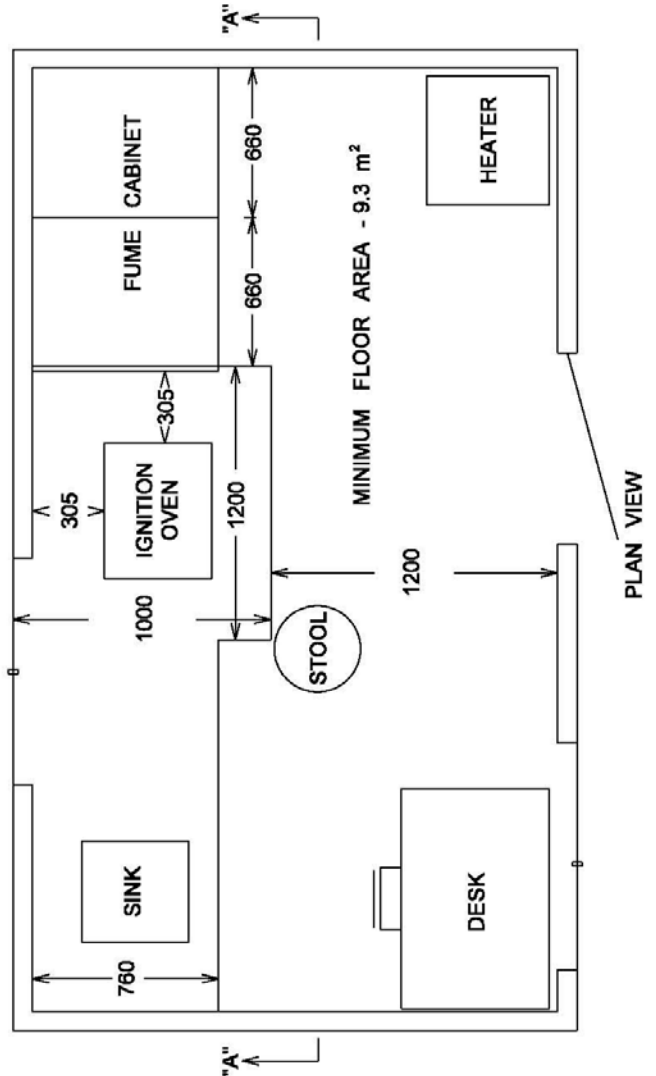 "A"
"A"
FUME CABINET
660
660
305
305
IGNITION
OVEN
1200
1000
SINK
760
STOOL
1200
MINIMUM FLOOR AREA - 9.3 m²
HEATER
DESK
PLAN VIEW